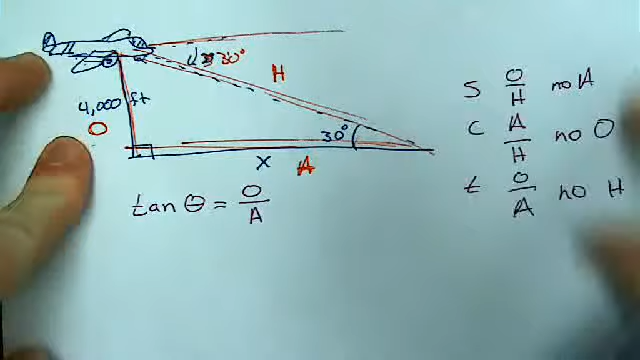 30°
H
4,000 ft
O
30°
x
A
tan θ = O/A
S O/H no A
C A/H no O
t O/A no H